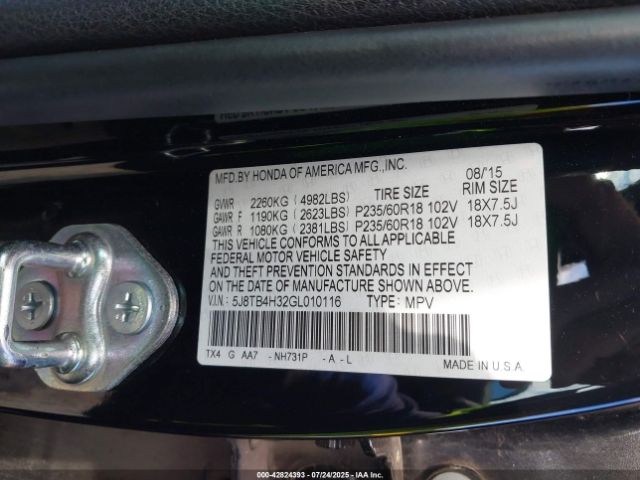 MFD.BY HONDA OF AMERICA MFG.,INC. 08/'15
GVWR 2260KG ( 4982LBS) TIRE SIZE RIM SIZE
GAWR F 1190KG ( 2623LBS) P235/60R18 102V 18X7.5J
GAWR R 1080KG ( 2381LBS) P235/60R18 102V 18X7.5J
THIS VEHICLE CONFORMS TO ALL APPLICABLE
FEDERAL MOTOR VEHICLE SAFETY
AND THEFT PREVENTION STANDARDS IN EFFECT
ON THE DATE OF MANUFACTURE SHOWN ABOVE.
V.I.N.: 5J8TB4H32GL010116 TYPE: MPV
TX4 G AA7 - NH731P - A - L MADE IN U.S.A.
000-42824393 - 07/24/2025 - IAA Inc.